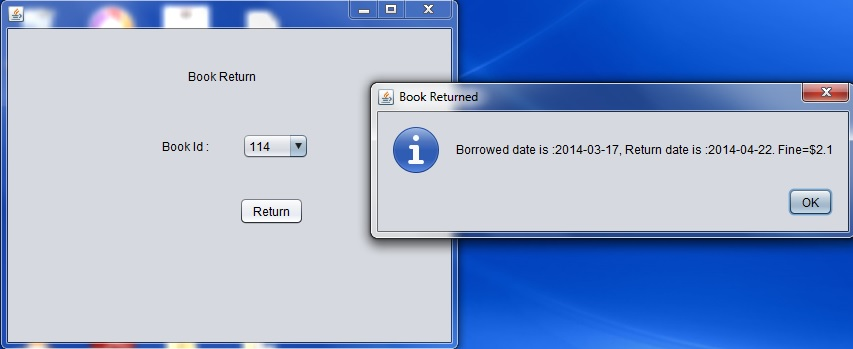 Book Return
Book Id :
114
Return
Book Returned
Borrowed date is :2014-03-17, Return date is :2014-04-22. Fine=$2.1
OK